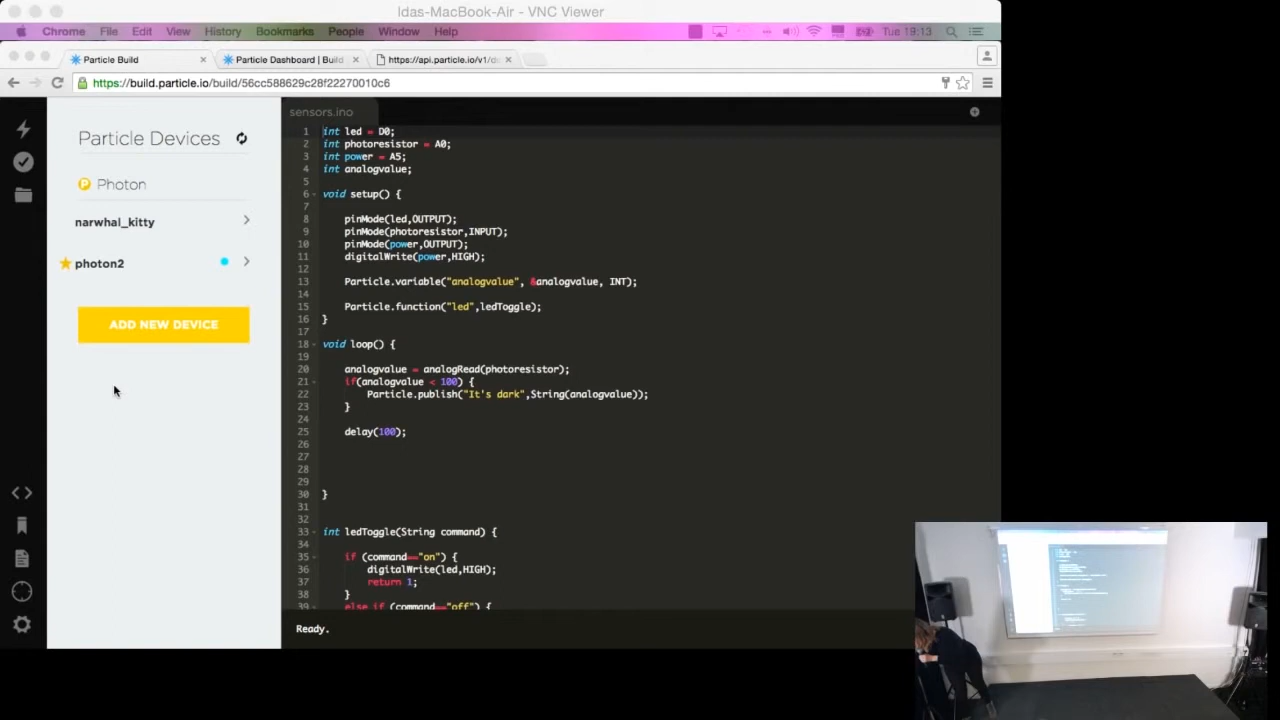 Idas-MacBook-Air - VNC Viewer
Chrome File Edit View History Bookmarks People Window Help Tue 19:13
Particle Build × Particle Dashboard | Build × https://api.particle.io/v1/d ×
https://build.particle.io/build/56cc588629c28f22270010c6
Particle Devices
P Photon
narwhal_kitty
photon2
ADD NEW DEVICE
sensors.ino
1 int led = D0;
2 int photoresistor = A0;
3 int power = A5;
4 int analogvalue;
5
6 void setup() {
7
8 pinMode(led,OUTPUT);
9 pinMode(photoresistor,INPUT);
10 pinMode(power,OUTPUT);
11 digitalWrite(power,HIGH);
12
13 Particle.variable("analogvalue", &analogvalue, INT);
14
15 Particle.function("led",ledToggle);
16 }
17
18 void loop() {
19
20 analogvalue = analogRead(photoresistor);
21 if(analogvalue < 100) {
22 Particle.publish("It's dark",String(analogvalue));
23 }
24
25 delay(100);
26
27
28
29
30 }
31
32
33 int ledToggle(String command) {
34
35 if (command=="on") {
36 digitalWrite(led,HIGH);
37 return 1;
38 }
39 else if (command=="off") {
Ready.